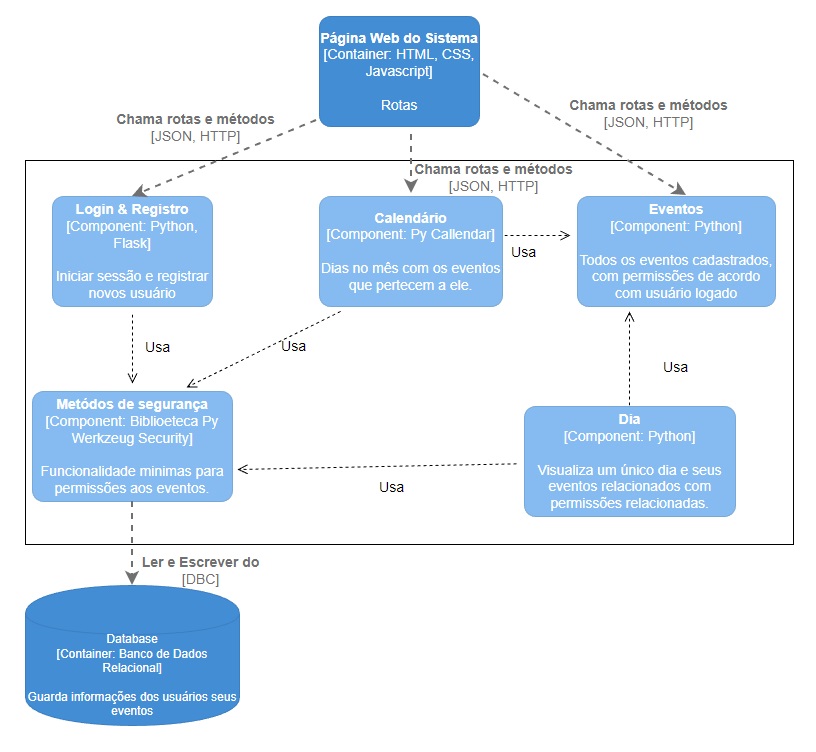 Página Web do Sistema
[Container: HTML, CSS,
Javascript]
Rotas
Chama rotas e métodos
[JSON, HTTP]
Chama rotas e métodos
[JSON, HTTP]
Chama rotas e métodos
[JSON, HTTP]
Login & Registro
[Component: Python,
Flask]
Iniciar sessão e registrar
novos usuário
Calendário
[Component: Py Callendar]
Dias no mês com os eventos
que pertecem a ele.
Usa
Eventos
[Component: Python]
Todos os eventos cadastrados,
com permissões de acordo
com usuário logado
Usa
Usa
Usa
Metódos de segurança
[Component: Biblioeteca Py
Werkzeug Security]
Funcionalidade minimas para
permissões aos eventos.
Usa
Dia
[Component: Python]
Visualiza um único dia e seus
eventos relacionados com
permissões relacionadas.
Ler e Escrever do
[DBC]
Database
[Container: Banco de Dados
Relacional]
Guarda informações dos usuários seus
eventos